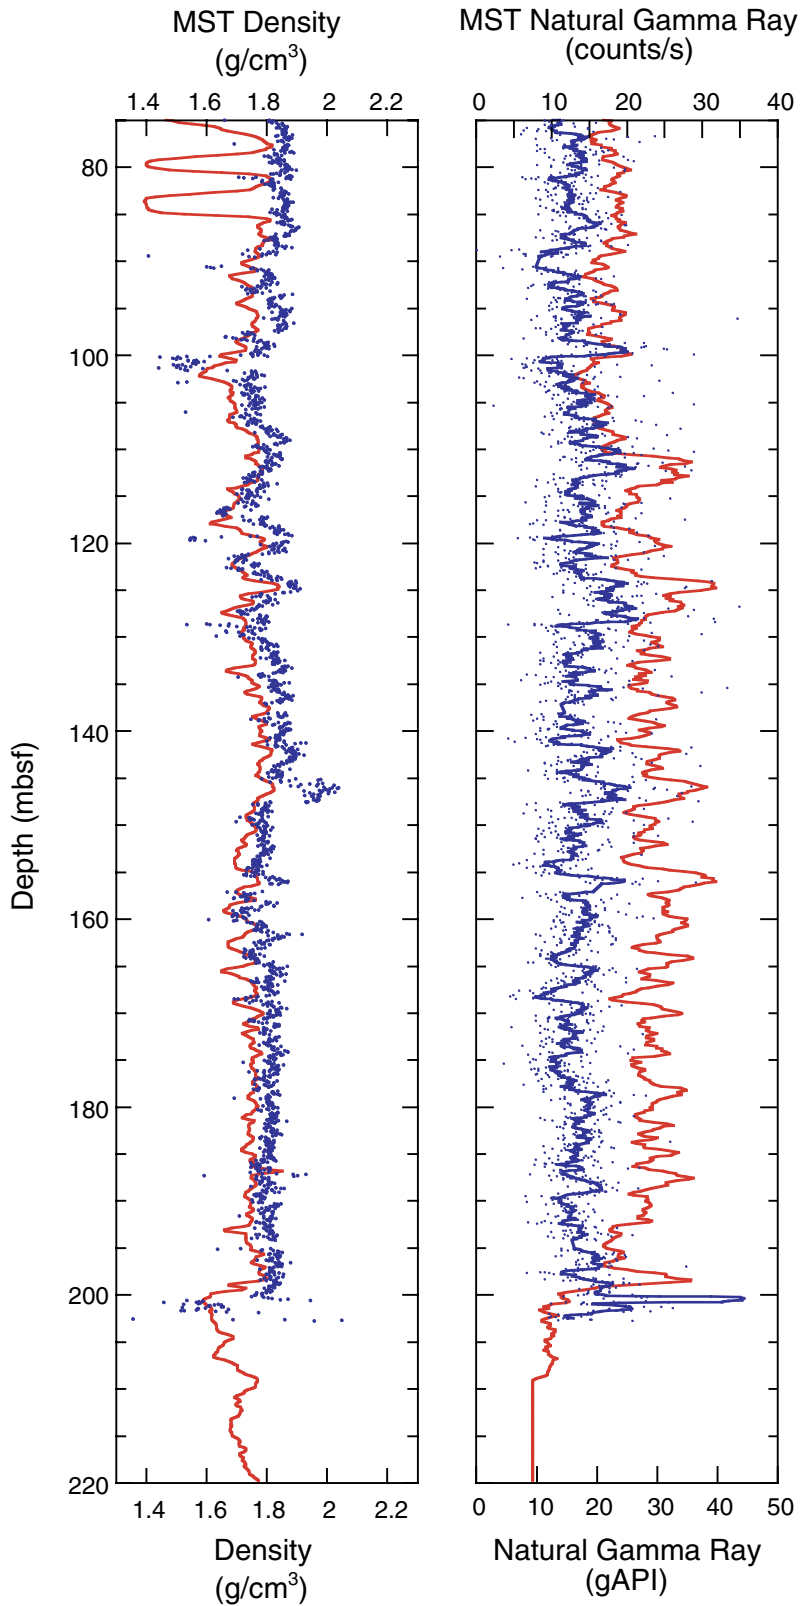 MST Density
(g/cm3)
MST Natural Gamma Ray
(counts/s)
1.4 1.6 1.8 2 2.2
0 10 20 30 40
80
100
120
140
160
180
200
220
Depth (mbsf)
1.4 1.6 1.8 2 2.2
0 10 20 30 40 50
Density
(g/cm3)
Natural Gamma Ray
(gAPI)